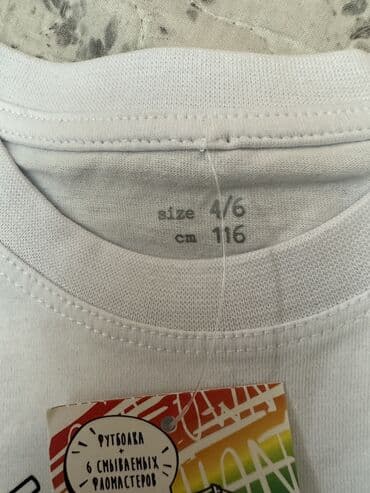 size 4/6
cm 116
ФУТБОЛКА
+
6 СМЫВАЕМЫХ
ФЛОМАСТЕРОВ